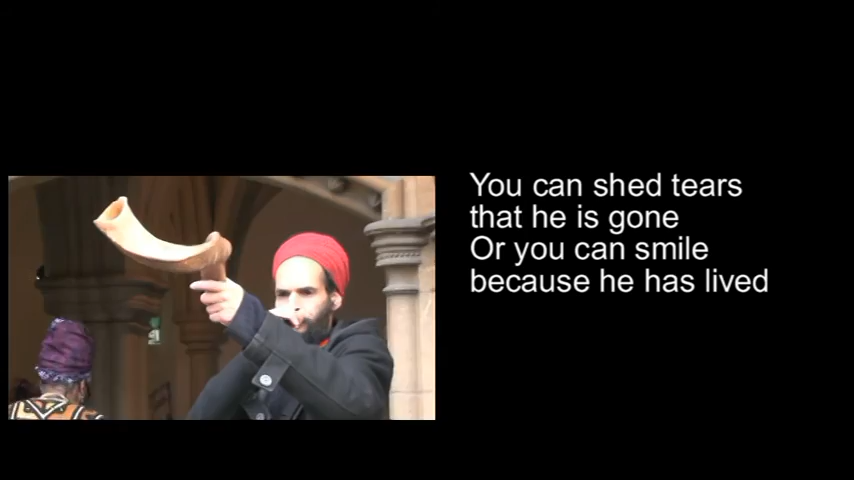 You can shed tears
that he is gone
Or you can smile
because he has lived